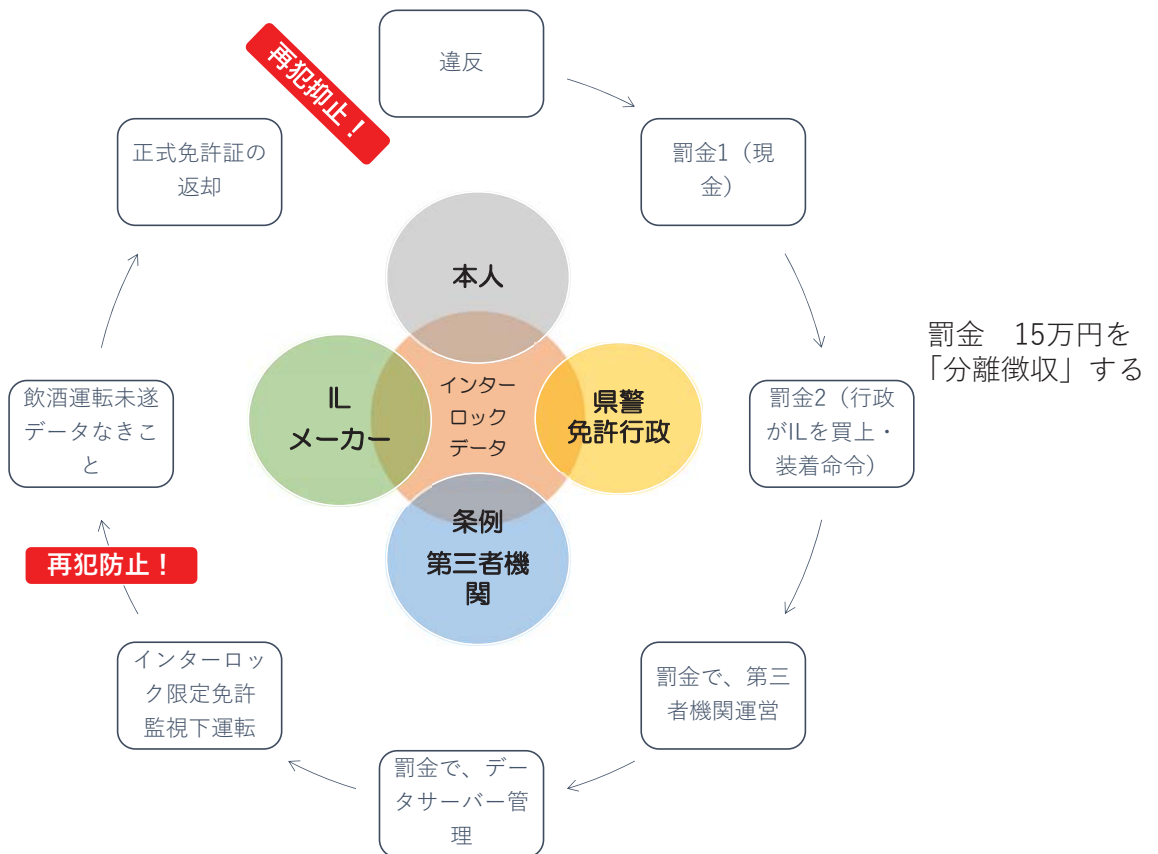 違反
再犯抑止！
罰金1（現
金）
罰金　15万円を
「分離徴収」する
罰金2（行政
がILを買上・
装着命令）
罰金で、第三
者機関運営
罰金で、デー
タサーバー管
理
インターロッ
ク限定免許
監視下運転
再犯防止！
飲酒運転未遂
データなきこ
と
正式免許証の
返却
本人
IL
メーカー
インター
ロック
データ
県警
免許行政
条例
第三者機
関